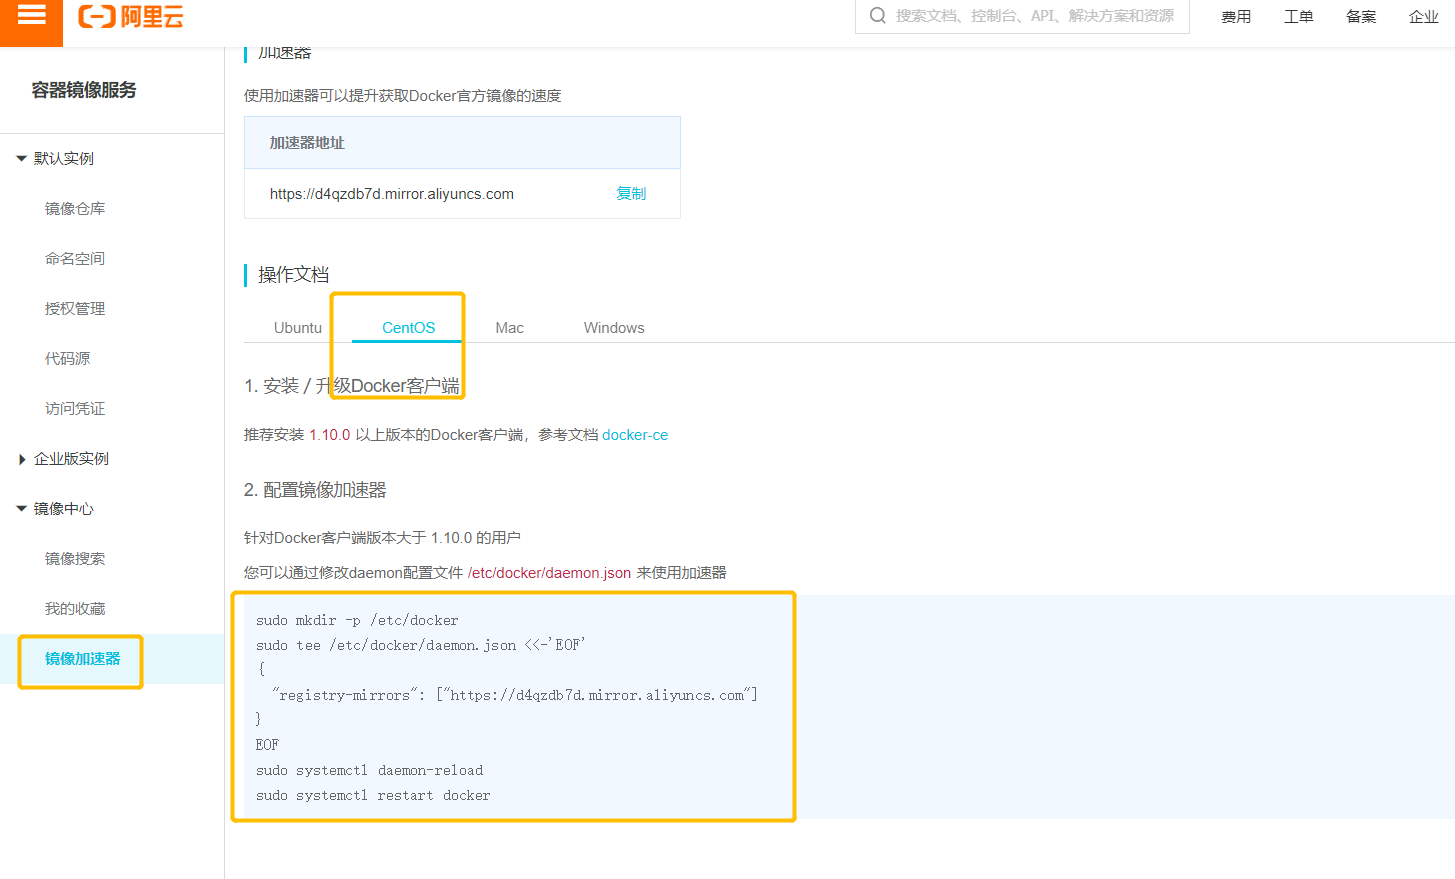 阿里云
搜索文档、控制台、API、解决方案和资源
费用
工单
备案
企业
容器镜像服务
默认实例
镜像仓库
命名空间
授权管理
代码源
访问凭证
企业版实例
镜像中心
镜像搜索
我的收藏
镜像加速器
加速器
使用加速器可以提升获取Docker官方镜像的速度
加速器地址
https://d4qzdb7d.mirror.aliyuncs.com 复制
操作文档
Ubuntu CentOS Mac Windows
1. 安装 / 升级Docker客户端
推荐安装 1.10.0 以上版本的Docker客户端，参考文档 docker-ce
2. 配置镜像加速器
针对Docker客户端版本大于 1.10.0 的用户
您可以通过修改daemon配置文件 /etc/docker/daemon.json 来使用加速器
sudo mkdir -p /etc/docker
sudo tee /etc/docker/daemon.json <<-'EOF'
{
  "registry-mirrors": ["https://d4qzdb7d.mirror.aliyuncs.com"]
}
EOF
sudo systemctl daemon-reload
sudo systemctl restart docker